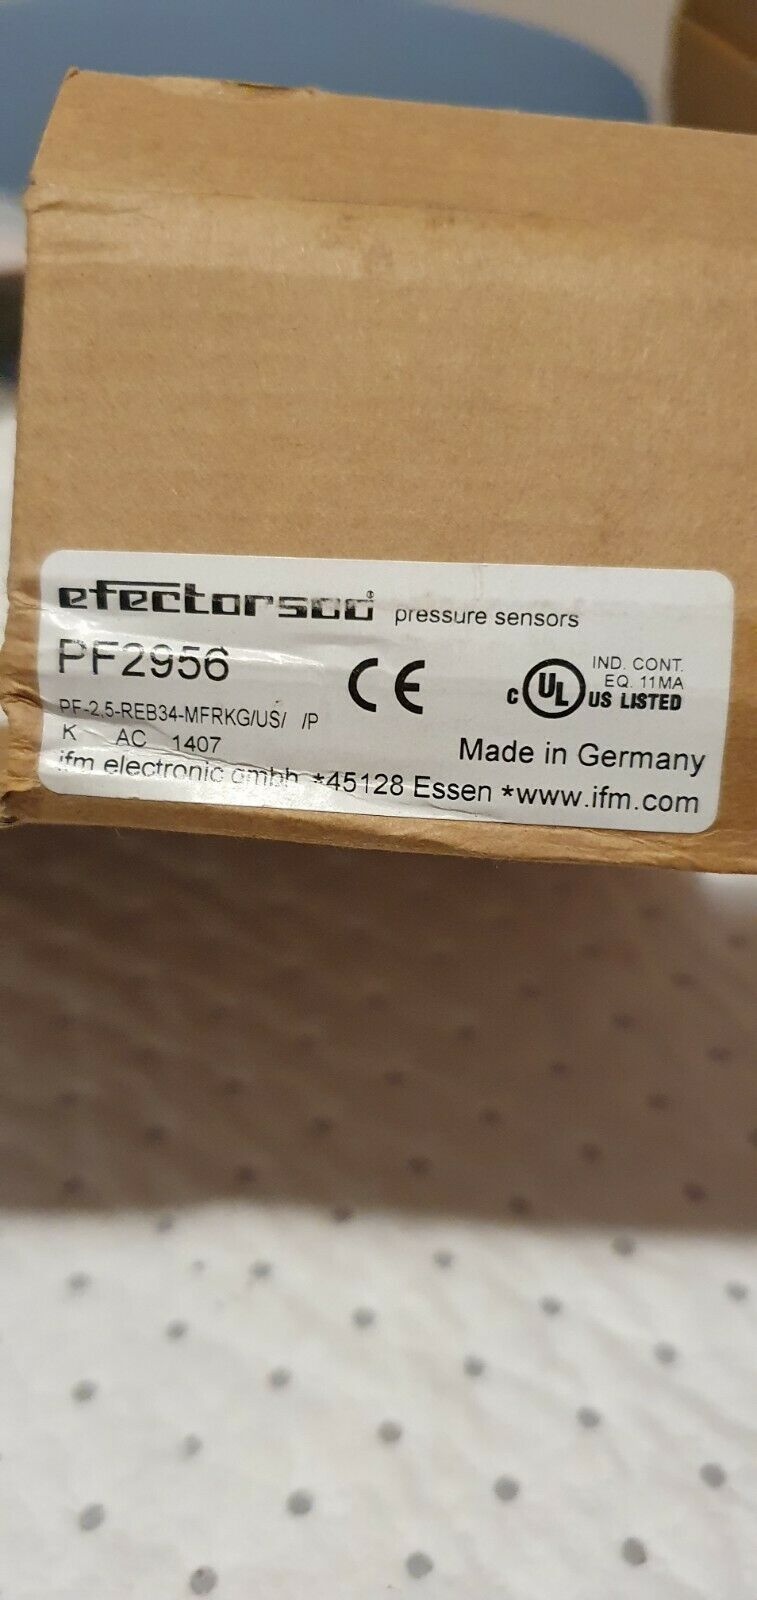 efector500® pressure sensors
PF2956
CE
IND. CONT.
EQ. 11MA
c UL US LISTED
PF-2,5-REB34-MFRKG/US/ /P
K AC 1407
Made in Germany
ifm electronic gmbh *45128 Essen *www.ifm.com